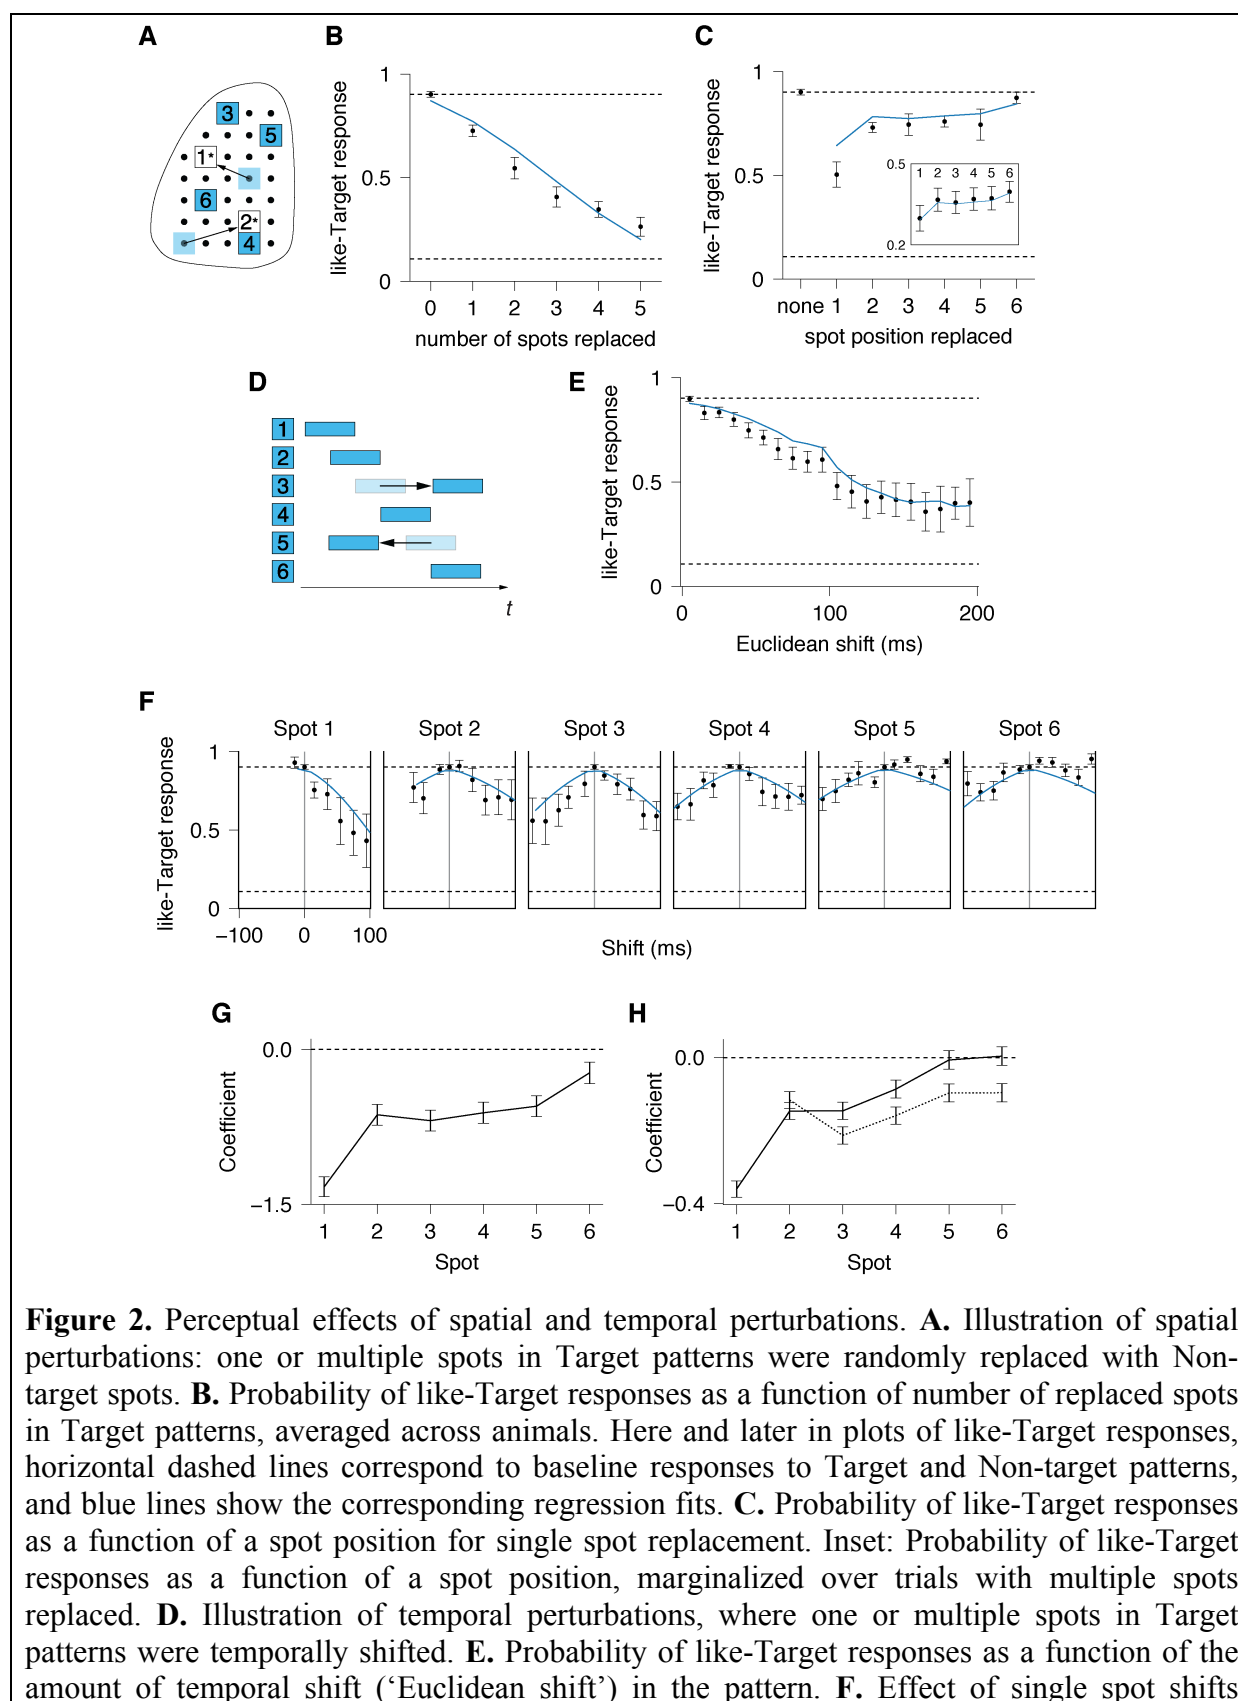 A
B
C
3
5
1*
6
2*
4
like-Target response
1
0.5
0
0 1 2 3 4 5
number of spots replaced
like-Target response
1
0.5
0
0.5
1 2 3 4 5 6
0.2
none 1 2 3 4 5 6
spot position replaced
D
E
1
2
3
4
5
6
t
like-Target response
1
0.5
0
0 100 200
Euclidean shift (ms)
F
Spot 1 Spot 2 Spot 3 Spot 4 Spot 5 Spot 6
like-Target response
1
0.5
0
−100 0 100
Shift (ms)
G
H
Coefficient
0.0
−1.5
1 2 3 4 5 6
Spot
Coefficient
0.0
−0.4
1 2 3 4 5 6
Spot
Figure 2. Perceptual effects of spatial and temporal perturbations. A. Illustration of spatial
perturbations: one or multiple spots in Target patterns were randomly replaced with Non-
target spots. B. Probability of like-Target responses as a function of number of replaced spots
in Target patterns, averaged across animals. Here and later in plots of like-Target responses,
horizontal dashed lines correspond to baseline responses to Target and Non-target patterns,
and blue lines show the corresponding regression fits. C. Probability of like-Target responses
as a function of a spot position for single spot replacement. Inset: Probability of like-Target
responses as a function of a spot position, marginalized over trials with multiple spots
replaced. D. Illustration of temporal perturbations, where one or multiple spots in Target
patterns were temporally shifted. E. Probability of like-Target responses as a function of the
amount of temporal shift (‘Euclidean shift’) in the pattern. F. Effect of single spot shifts